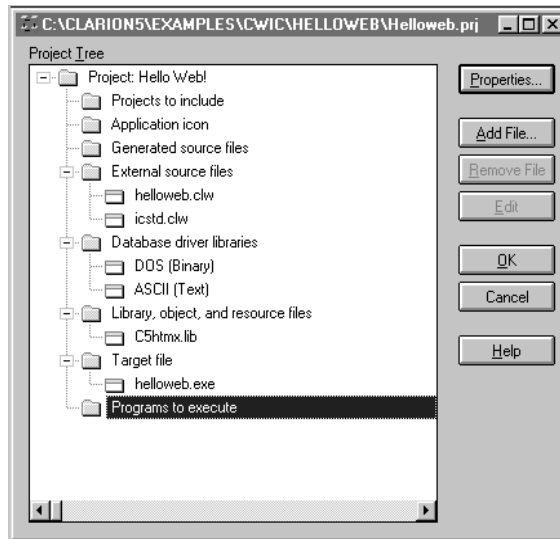 C:\CLARION5\EXAMPLES\CWIC\HELLOWEB\Helloweb.prj
Project Tree
Project: Hello Web!
Projects to include
Application icon
Generated source files
External source files
helloweb.clw
icstd.clw
Database driver libraries
DOS (Binary)
ASCII (Text)
Library, object, and resource files
C5htmx.lib
Target file
helloweb.exe
Programs to execute
Properties...
Add File...
Remove File
Edit
OK
Cancel
Help